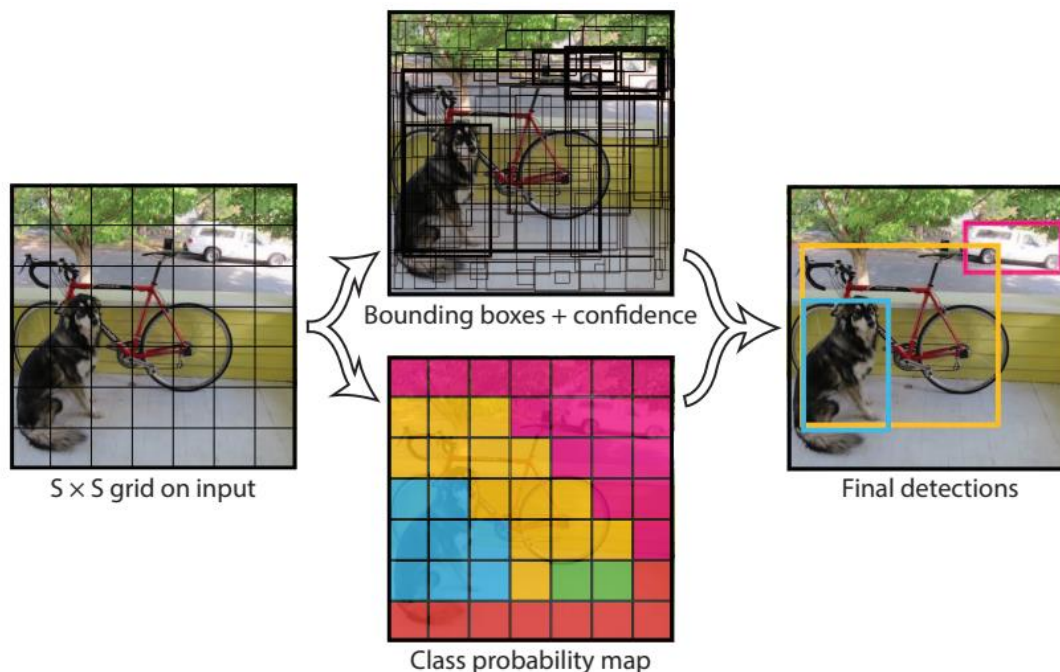 Bounding boxes + confidence
S × S grid on input
Final detections
Class probability map